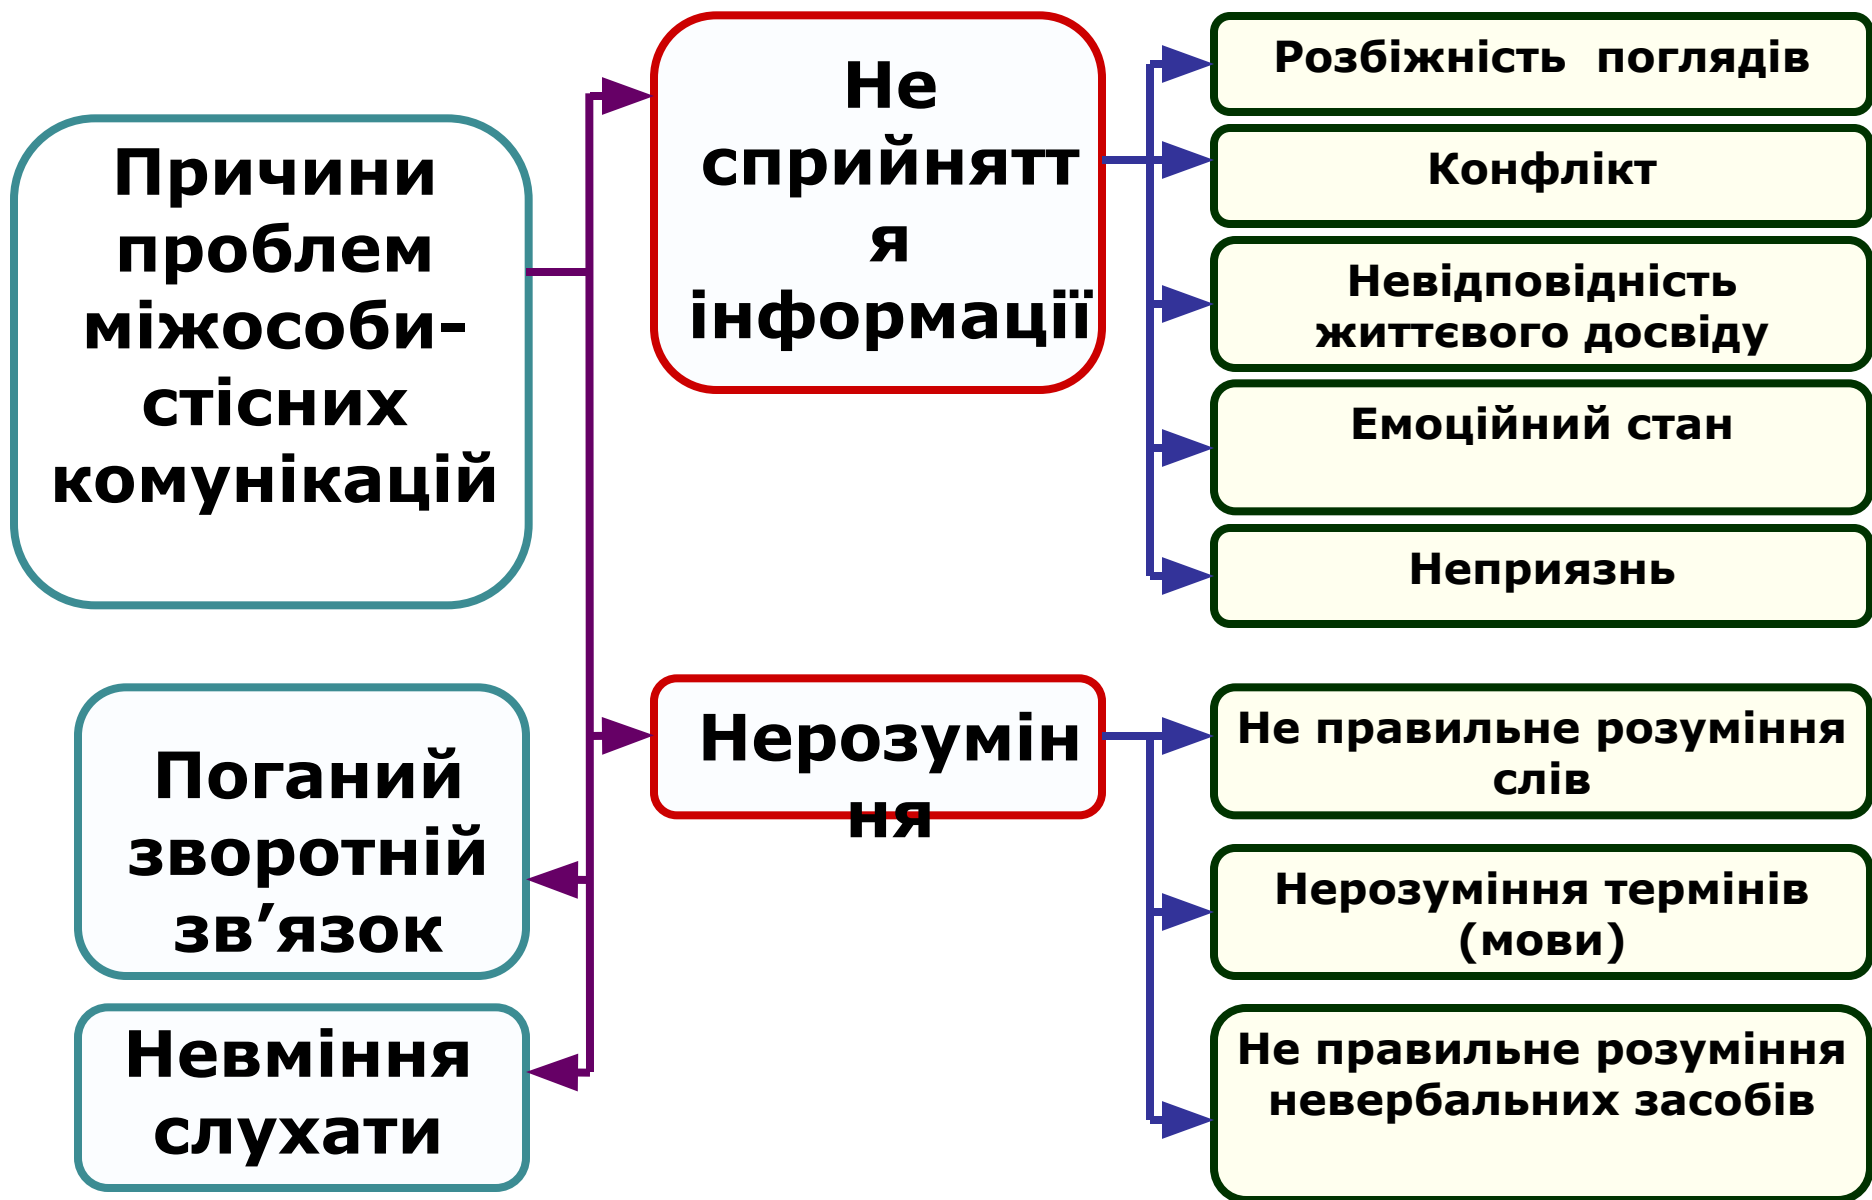 Причини
проблем
міжособи-
стісних
комунікацій
Не
сприйнятт
я
інформації
Розбіжність  поглядів
Конфлікт
Невідповідність
життєвого досвіду
Емоційний стан
Неприязнь
Поганий
зворотній
зв’язок
Невміння
слухати
Нерозумін
ня
Не правильне розуміння
слів
Нерозуміння термінів
(мови)
Не правильне розуміння
невербальних засобів